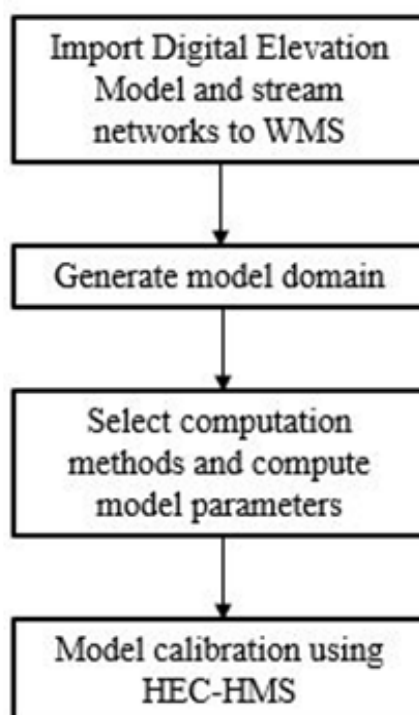 Import Digital Elevation
Model and stream
networks to WMS
Generate model domain
Select computation
methods and compute
model parameters
Model calibration using
HEC-HMS